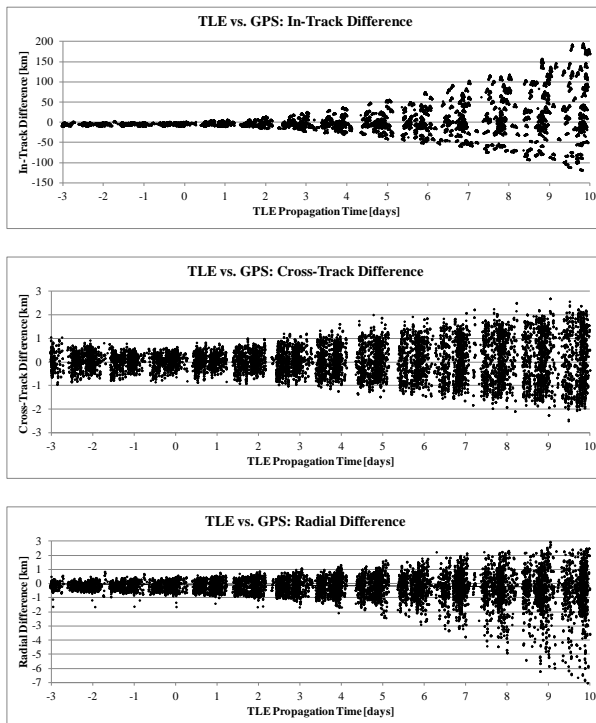 TLE vs. GPS: In-Track Difference
200
150
100
50
0
-50
-100
-150
In-Track Difference [km]
-3 -2 -1 0 1 2 3 4 5 6 7 8 9 10
TLE Propagation Time [days]
TLE vs. GPS: Cross-Track Difference
3
2
1
0
-1
-2
-3
Cross-Track Difference [km]
-3 -2 -1 0 1 2 3 4 5 6 7 8 9 10
TLE Propagation Time [days]
TLE vs. GPS: Radial Difference
3
2
1
0
-1
-2
-3
-4
-5
-6
-7
Radial Difference [km]
-3 -2 -1 0 1 2 3 4 5 6 7 8 9 10
TLE Propagation Time [days]